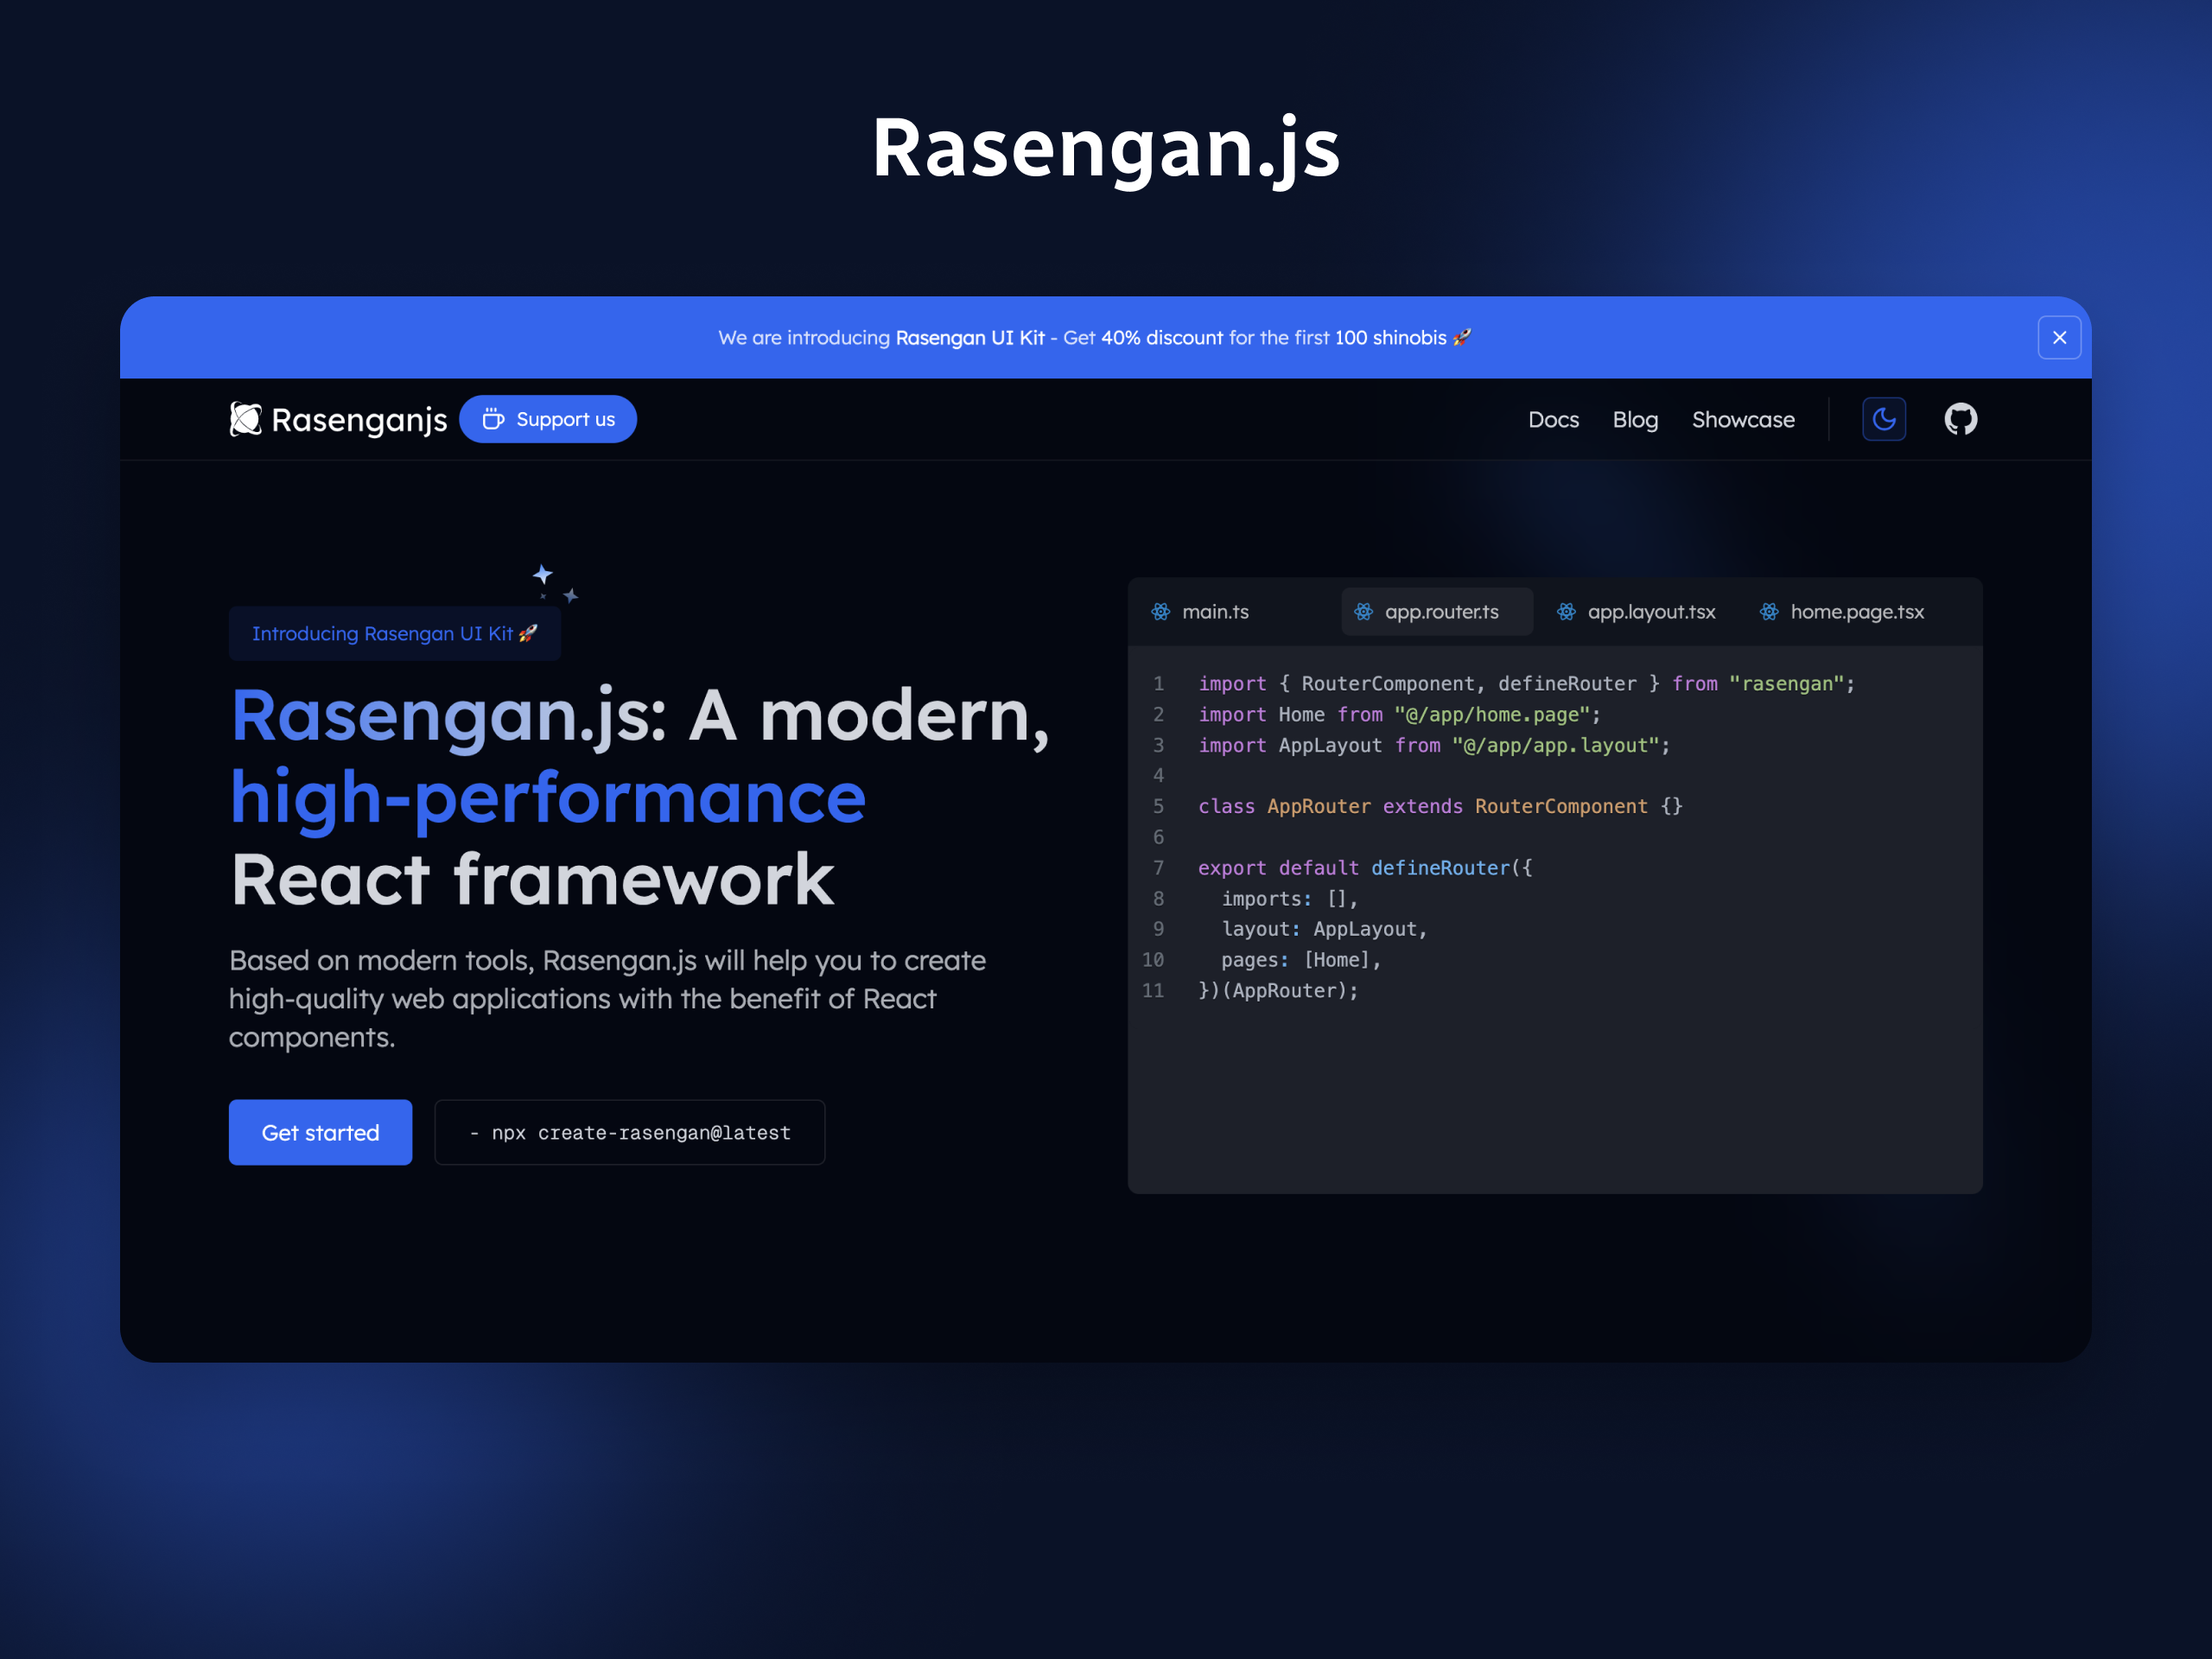 Rasengan.js
We are introducing Rasengan UI Kit - Get 40% discount for the first 100 shinobis 🚀
Rasenganjs
Support us
Docs
Blog
Showcase
Introducing Rasengan UI Kit 🚀
Rasengan.js: A modern,
high-performance
React framework
Based on modern tools, Rasengan.js will help you to create
high-quality web applications with the benefit of React
components.
Get started
- npx create-rasengan@latest
main.ts
app.router.ts
app.layout.tsx
home.page.tsx
1 import { RouterComponent, defineRouter } from "rasengan";
2 import Home from "@/app/home.page";
3 import AppLayout from "@/app/app.layout";
4
5 class AppRouter extends RouterComponent {}
6
7 export default defineRouter({
8   imports: [],
9   layout: AppLayout,
10   pages: [Home],
11 })(AppRouter);